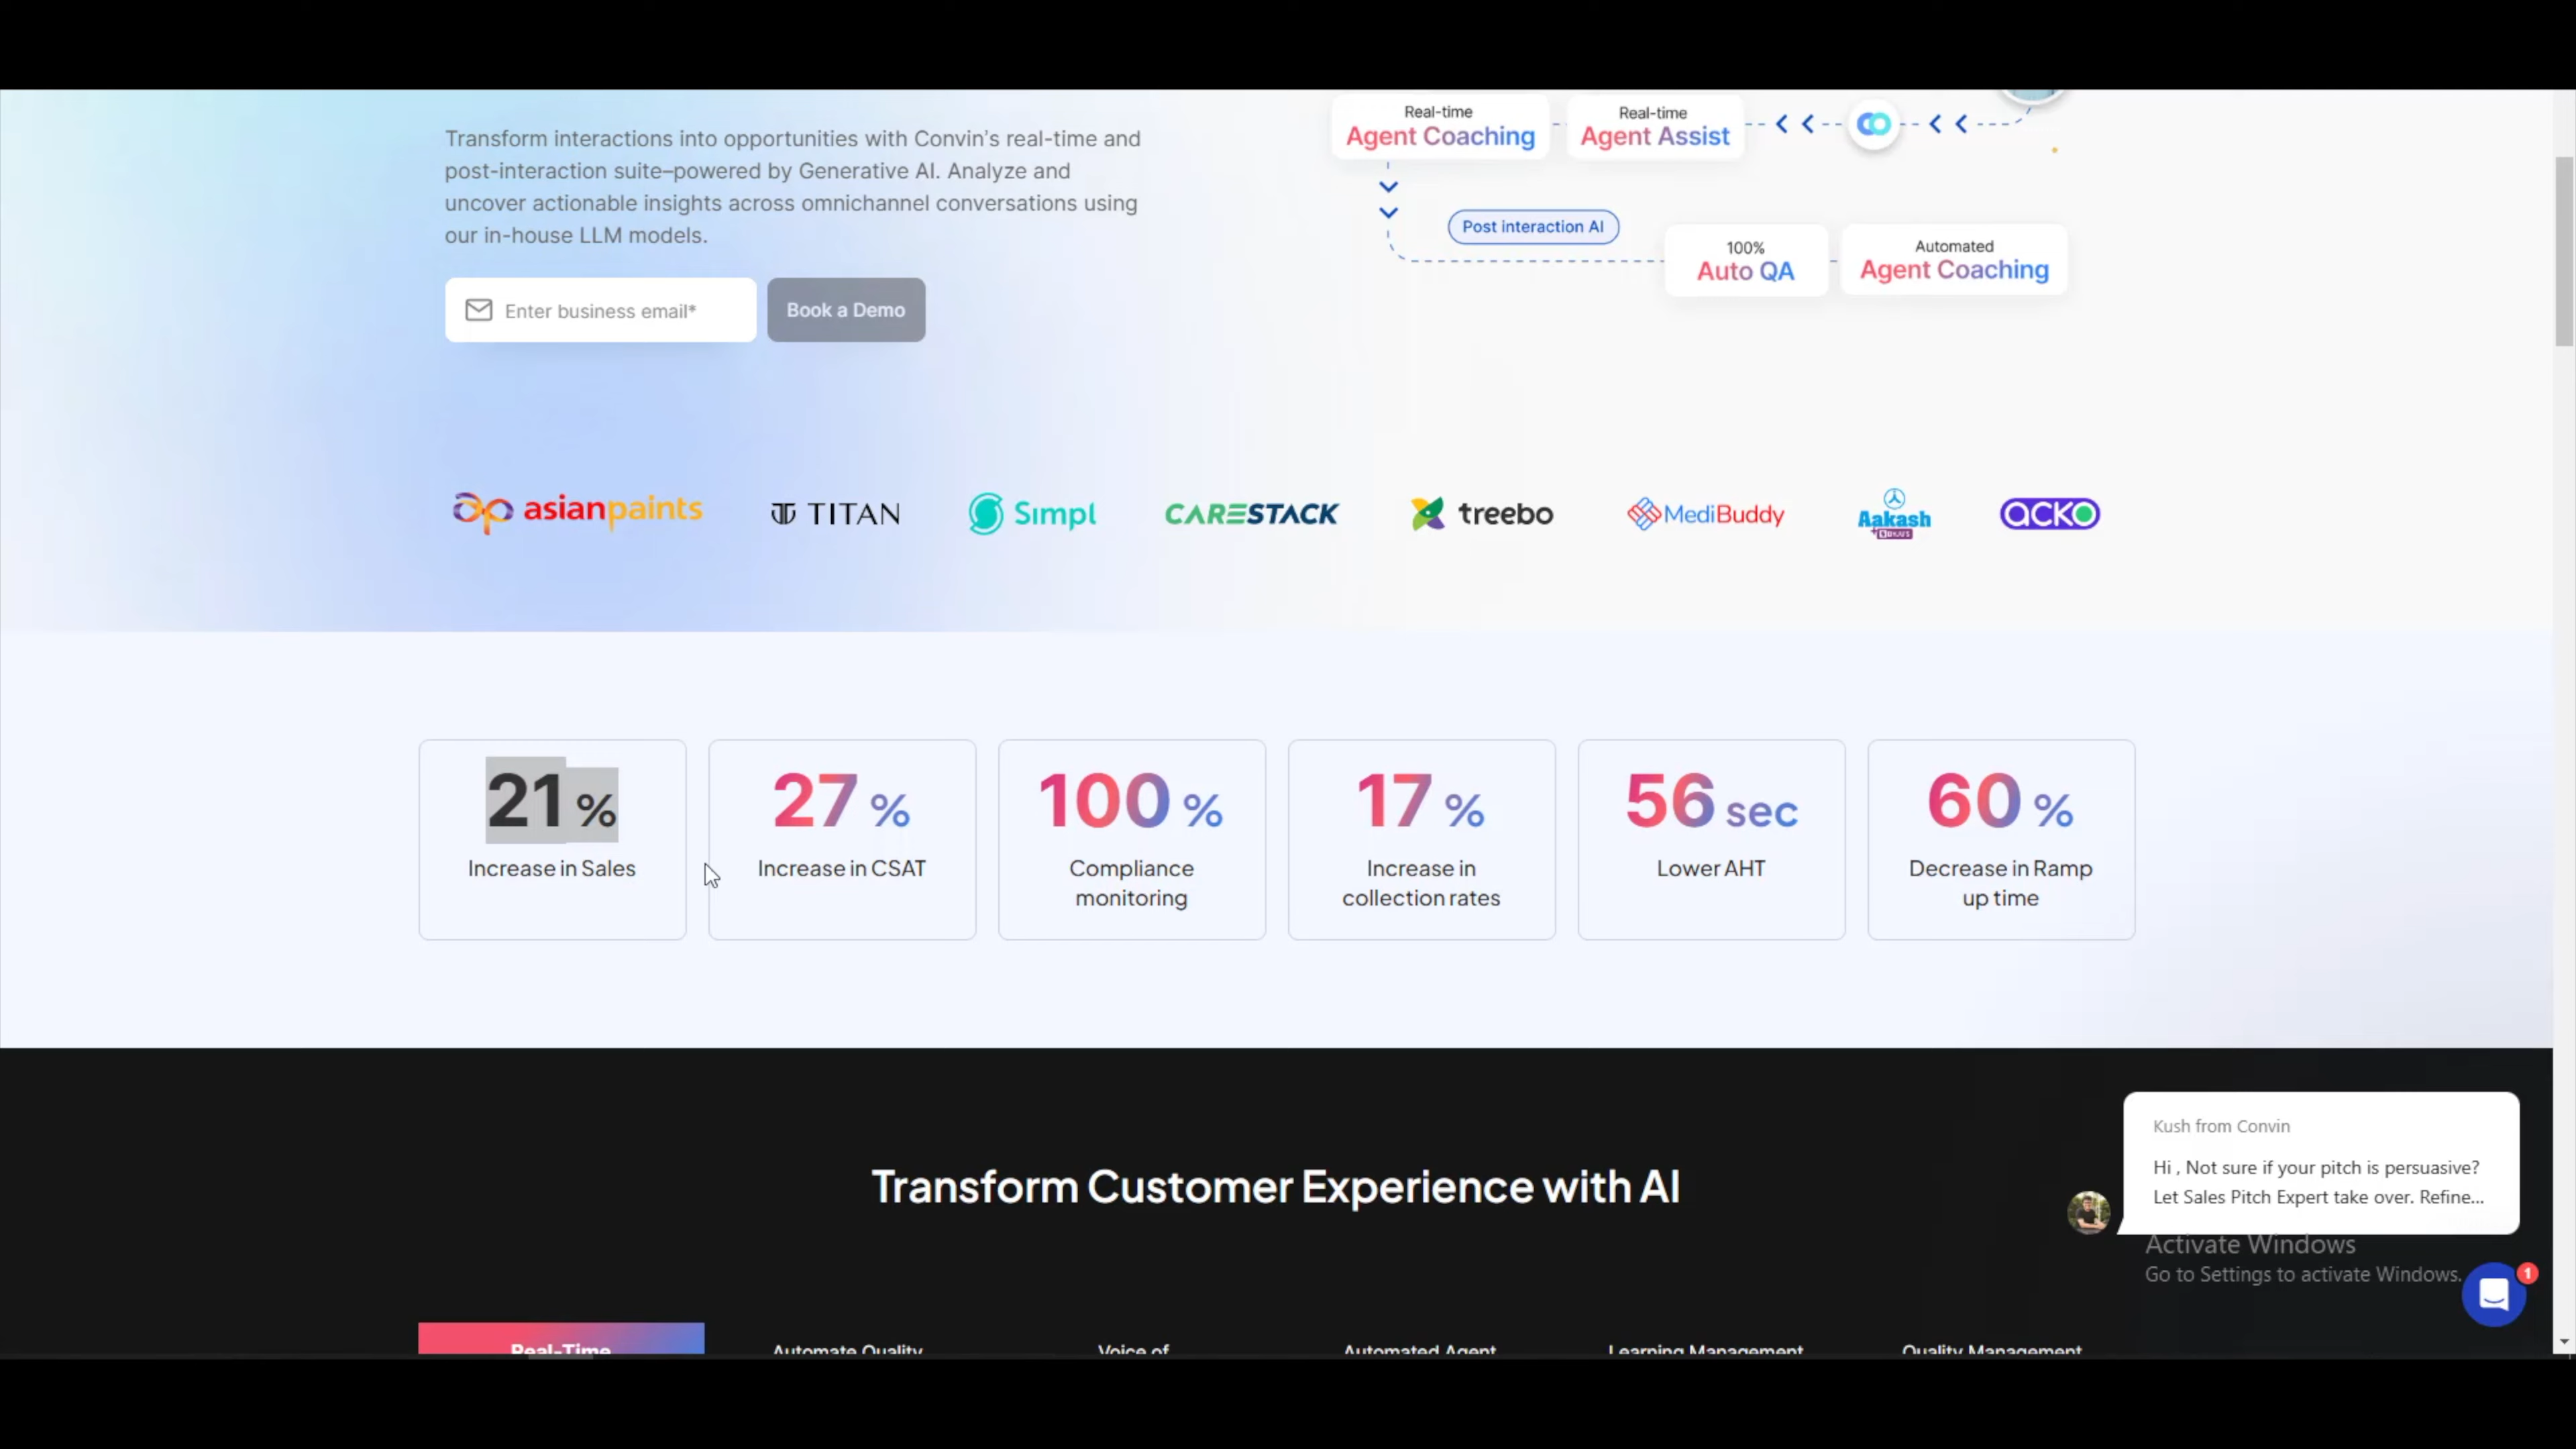 Transform interactions into opportunities with Convin's real-time and
post-interaction suite–powered by Generative AI. Analyze and
uncover actionable insights across omnichannel conversations using
our in-house LLM models.
Enter business email*
Book a Demo
Real-time
Agent Coaching
Real-time
Agent Assist
Post interaction AI
100%
Auto QA
Automated
Agent Coaching
asianpaints
TITAN
Simpl
CARESTACK
treebo
MediBuddy
Aakash
+BYJU'S
acko
21 %
Increase in Sales
27 %
Increase in CSAT
100 %
Compliance
monitoring
17 %
Increase in
collection rates
56 sec
Lower AHT
60 %
Decrease in Ramp
up time
Transform Customer Experience with AI
Real-Time
Automate Quality
Voice of
Automated Agent
Learning Management
Quality Management
Kush from Convin
Hi , Not sure if your pitch is persuasive?
Let Sales Pitch Expert take over. Refine...
Activate Windows
Go to Settings to activate Windows.
1